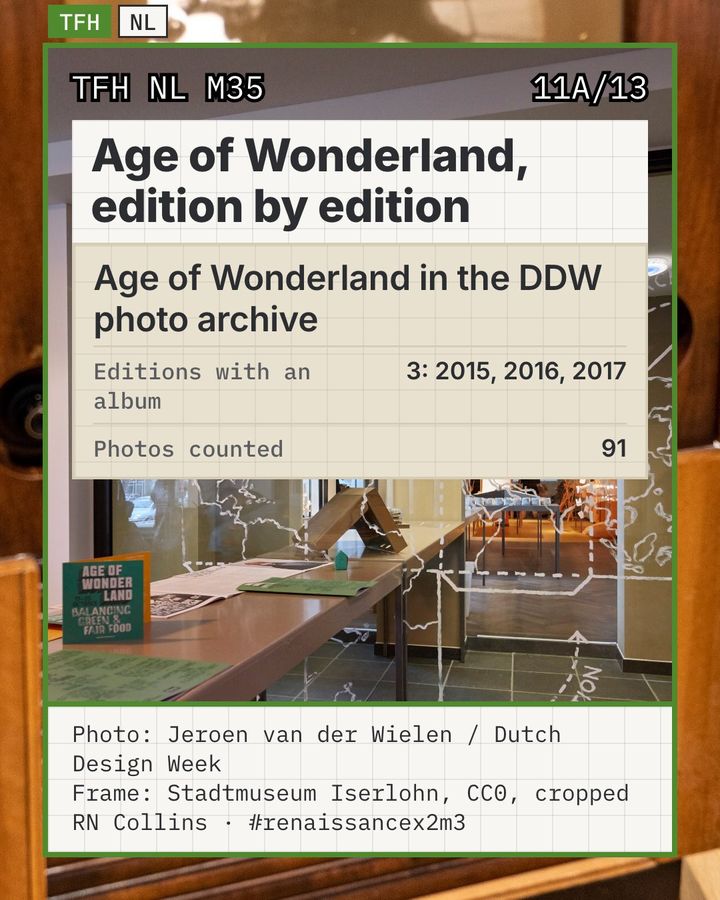 TFH NL
TFH NL M35 11A/13
Age of Wonderland,
edition by edition
Age of Wonderland in the DDW
photo archive
Editions with an album 3: 2015, 2016, 2017
Photos counted 91
AGE OF
WONDER
LAND
BALANCING
GREEN &
FAIR FOOD
Photo: Jeroen van der Wielen / Dutch
Design Week
Frame: Stadtmuseum Iserlohn, CC0, cropped
RN Collins · #renaissancex2m3